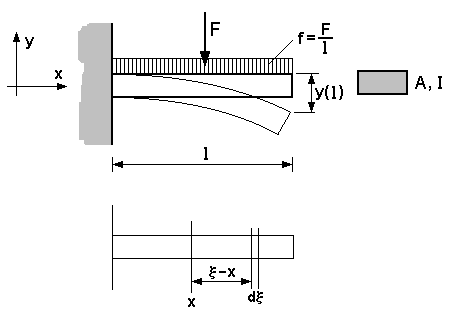 y
F
f = F/l
x
y(l)
A, I
l
ξ-x
x
dξ